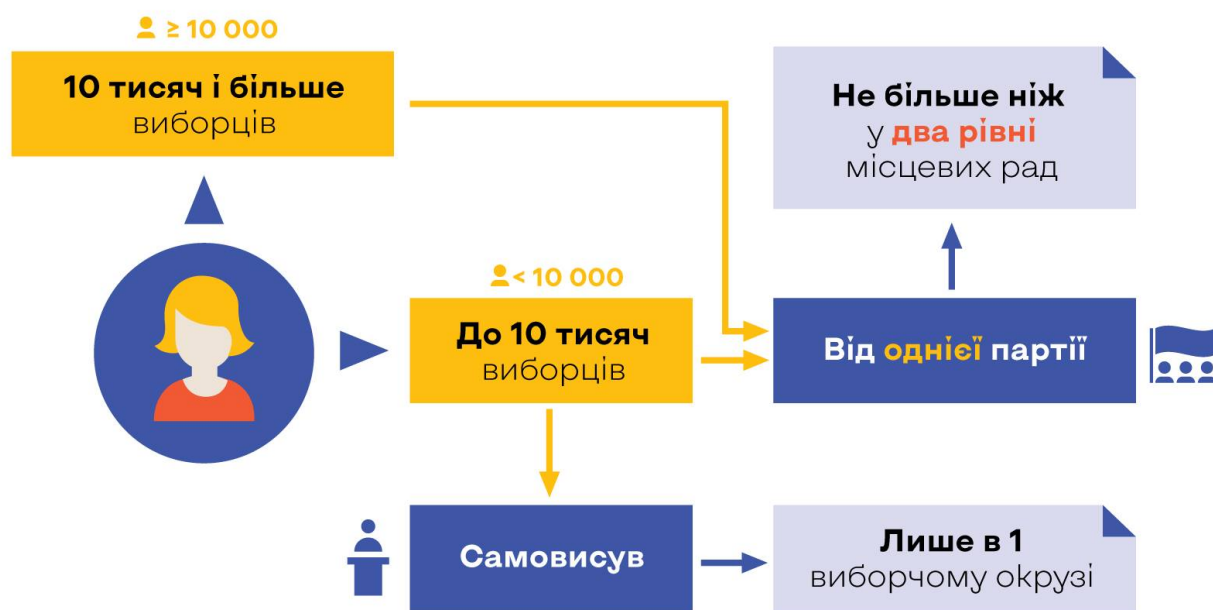 ≥ 10 000
10 тисяч і більше
виборців
Не більше ніж
у два рівні
місцевих рад
< 10 000
До 10 тисяч
виборців
Від однієї партії
Самовисув
Лише в 1
виборчому окрузі